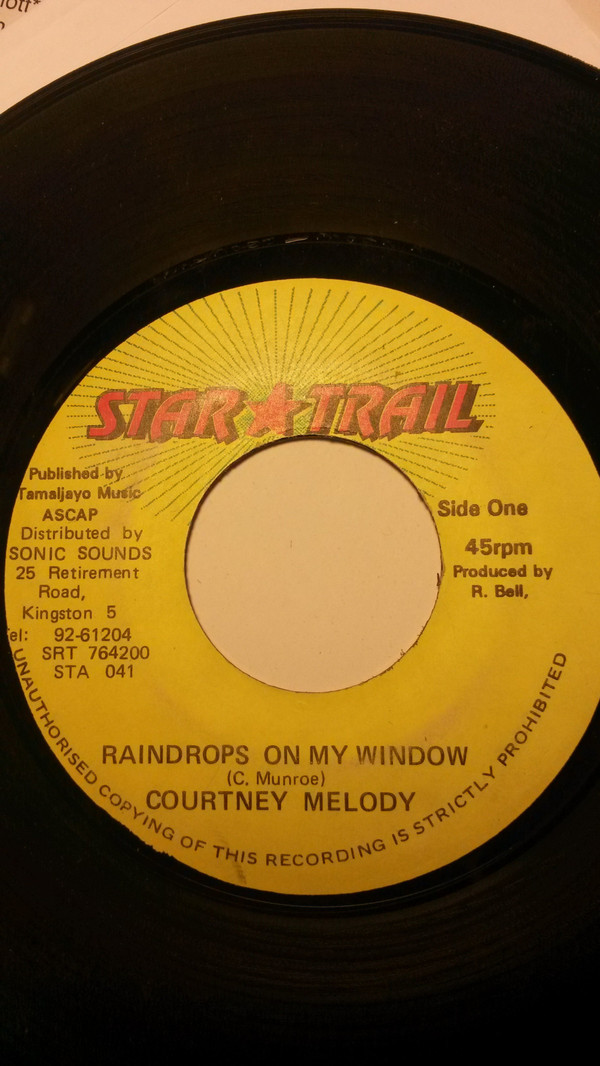 STAR TRAIL
Published by
Tamaljayo Music
ASCAP
Distributed by
SONIC SOUNDS
25 Retirement
Road,
Kingston 5
el: 92-61204
SRT 764200
STA 041
Side One
45rpm
Produced by
R. Bell,
RAINDROPS ON MY WINDOW
(C. Munroe)
COURTNEY MELODY
UNAUTHORISED COPYING OF THIS RECORDING IS STRICTLY PROHIBITED